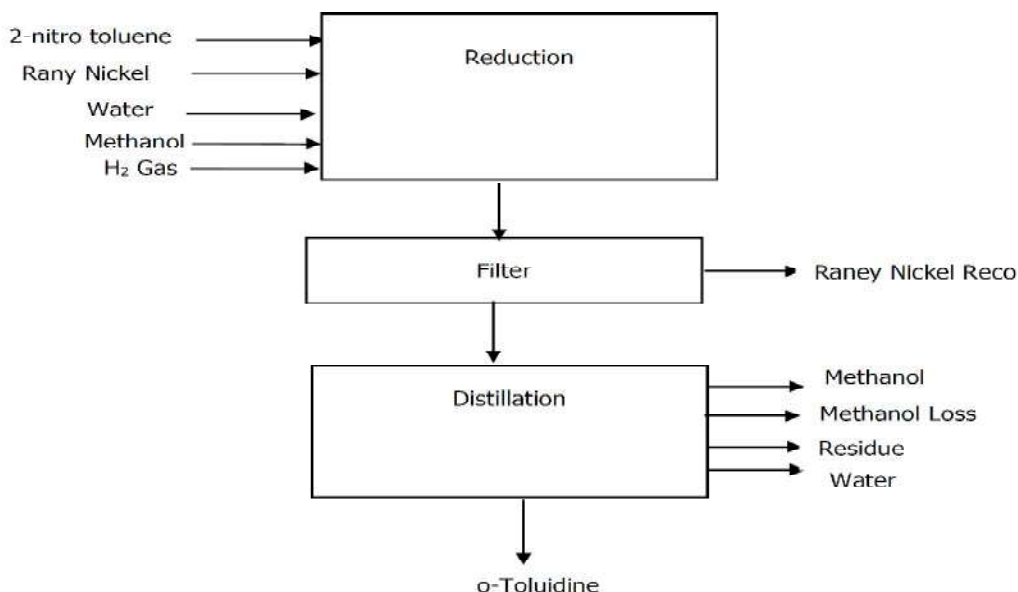 2-nitro toluene
Rany Nickel
Water
Methanol
H₂ Gas
Reduction
Filter
Raney Nickel Reco
Distillation
Methanol
Methanol Loss
Residue
Water
o-Toluidine